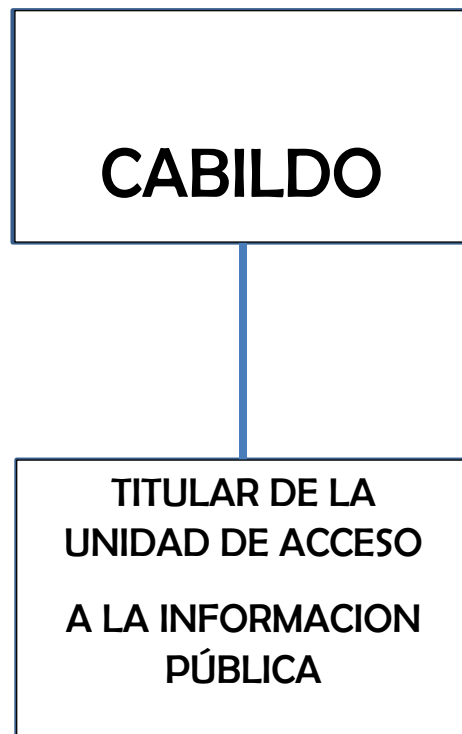 CABILDO
TITULAR DE LA
UNIDAD DE ACCESO
A LA INFORMACION
PÚBLICA